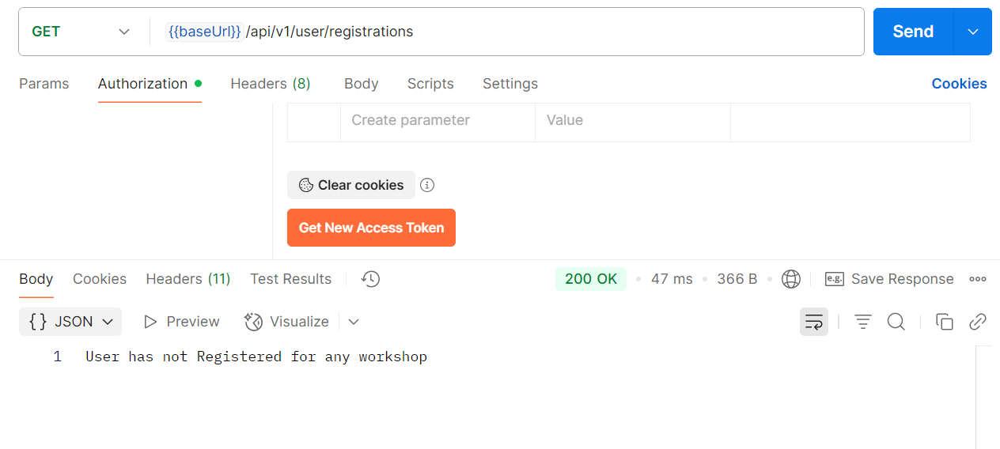 GET {{baseUrl}} /api/v1/user/registrations Send
Params Authorization Headers (8) Body Scripts Settings Cookies
Create parameter Value
Clear cookies
Get New Access Token
Body Cookies Headers (11) Test Results 200 OK 47 ms 366 B e.g. Save Response
{} JSON Preview Visualize
1 User has not Registered for any workshop